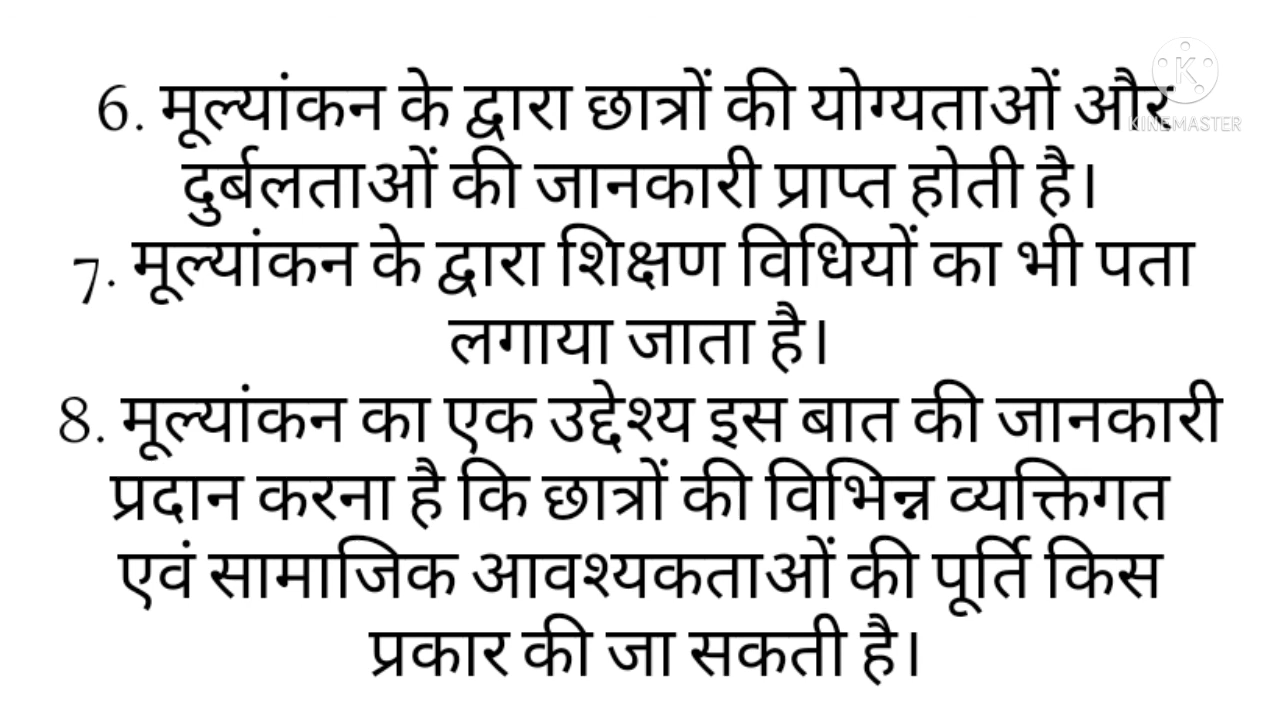 6. मूल्यांकन के द्वारा छात्रों की योग्यताओं और
दुर्बलताओं की जानकारी प्राप्त होती है।
7. मूल्यांकन के द्वारा शिक्षण विधियों का भी पता
लगाया जाता है।
8. मूल्यांकन का एक उद्देश्य इस बात की जानकारी
प्रदान करना है कि छात्रों की विभिन्न व्यक्तिगत
एवं सामाजिक आवश्यकताओं की पूर्ति किस
प्रकार की जा सकती है।
K
KINEMASTER